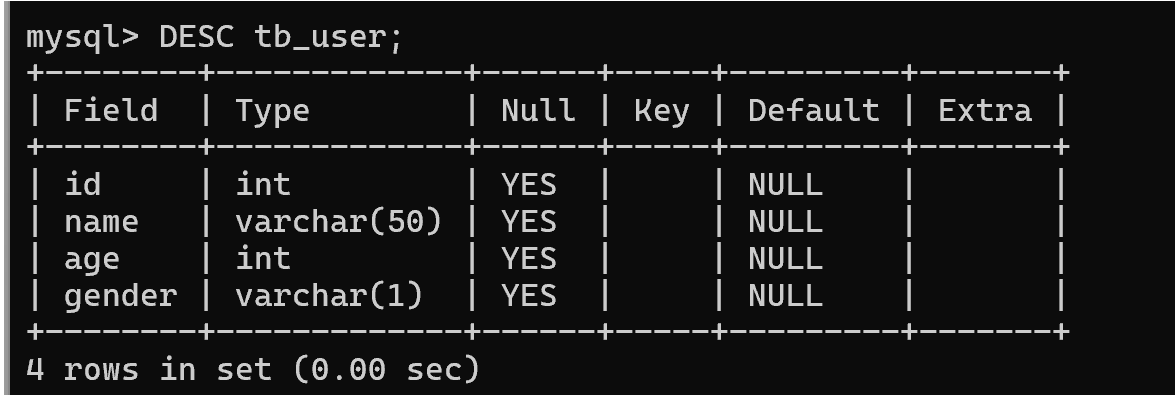 mysql> DESC tb_user;
+--------+-------------+------+-----+---------+-------+
| Field  | Type        | Null | Key | Default | Extra |
+--------+-------------+------+-----+---------+-------+
| id     | int         | YES  |     | NULL    |       |
| name   | varchar(50) | YES  |     | NULL    |       |
| age    | int         | YES  |     | NULL    |       |
| gender | varchar(1)  | YES  |     | NULL    |       |
+--------+-------------+------+-----+---------+-------+
4 rows in set (0.00 sec)